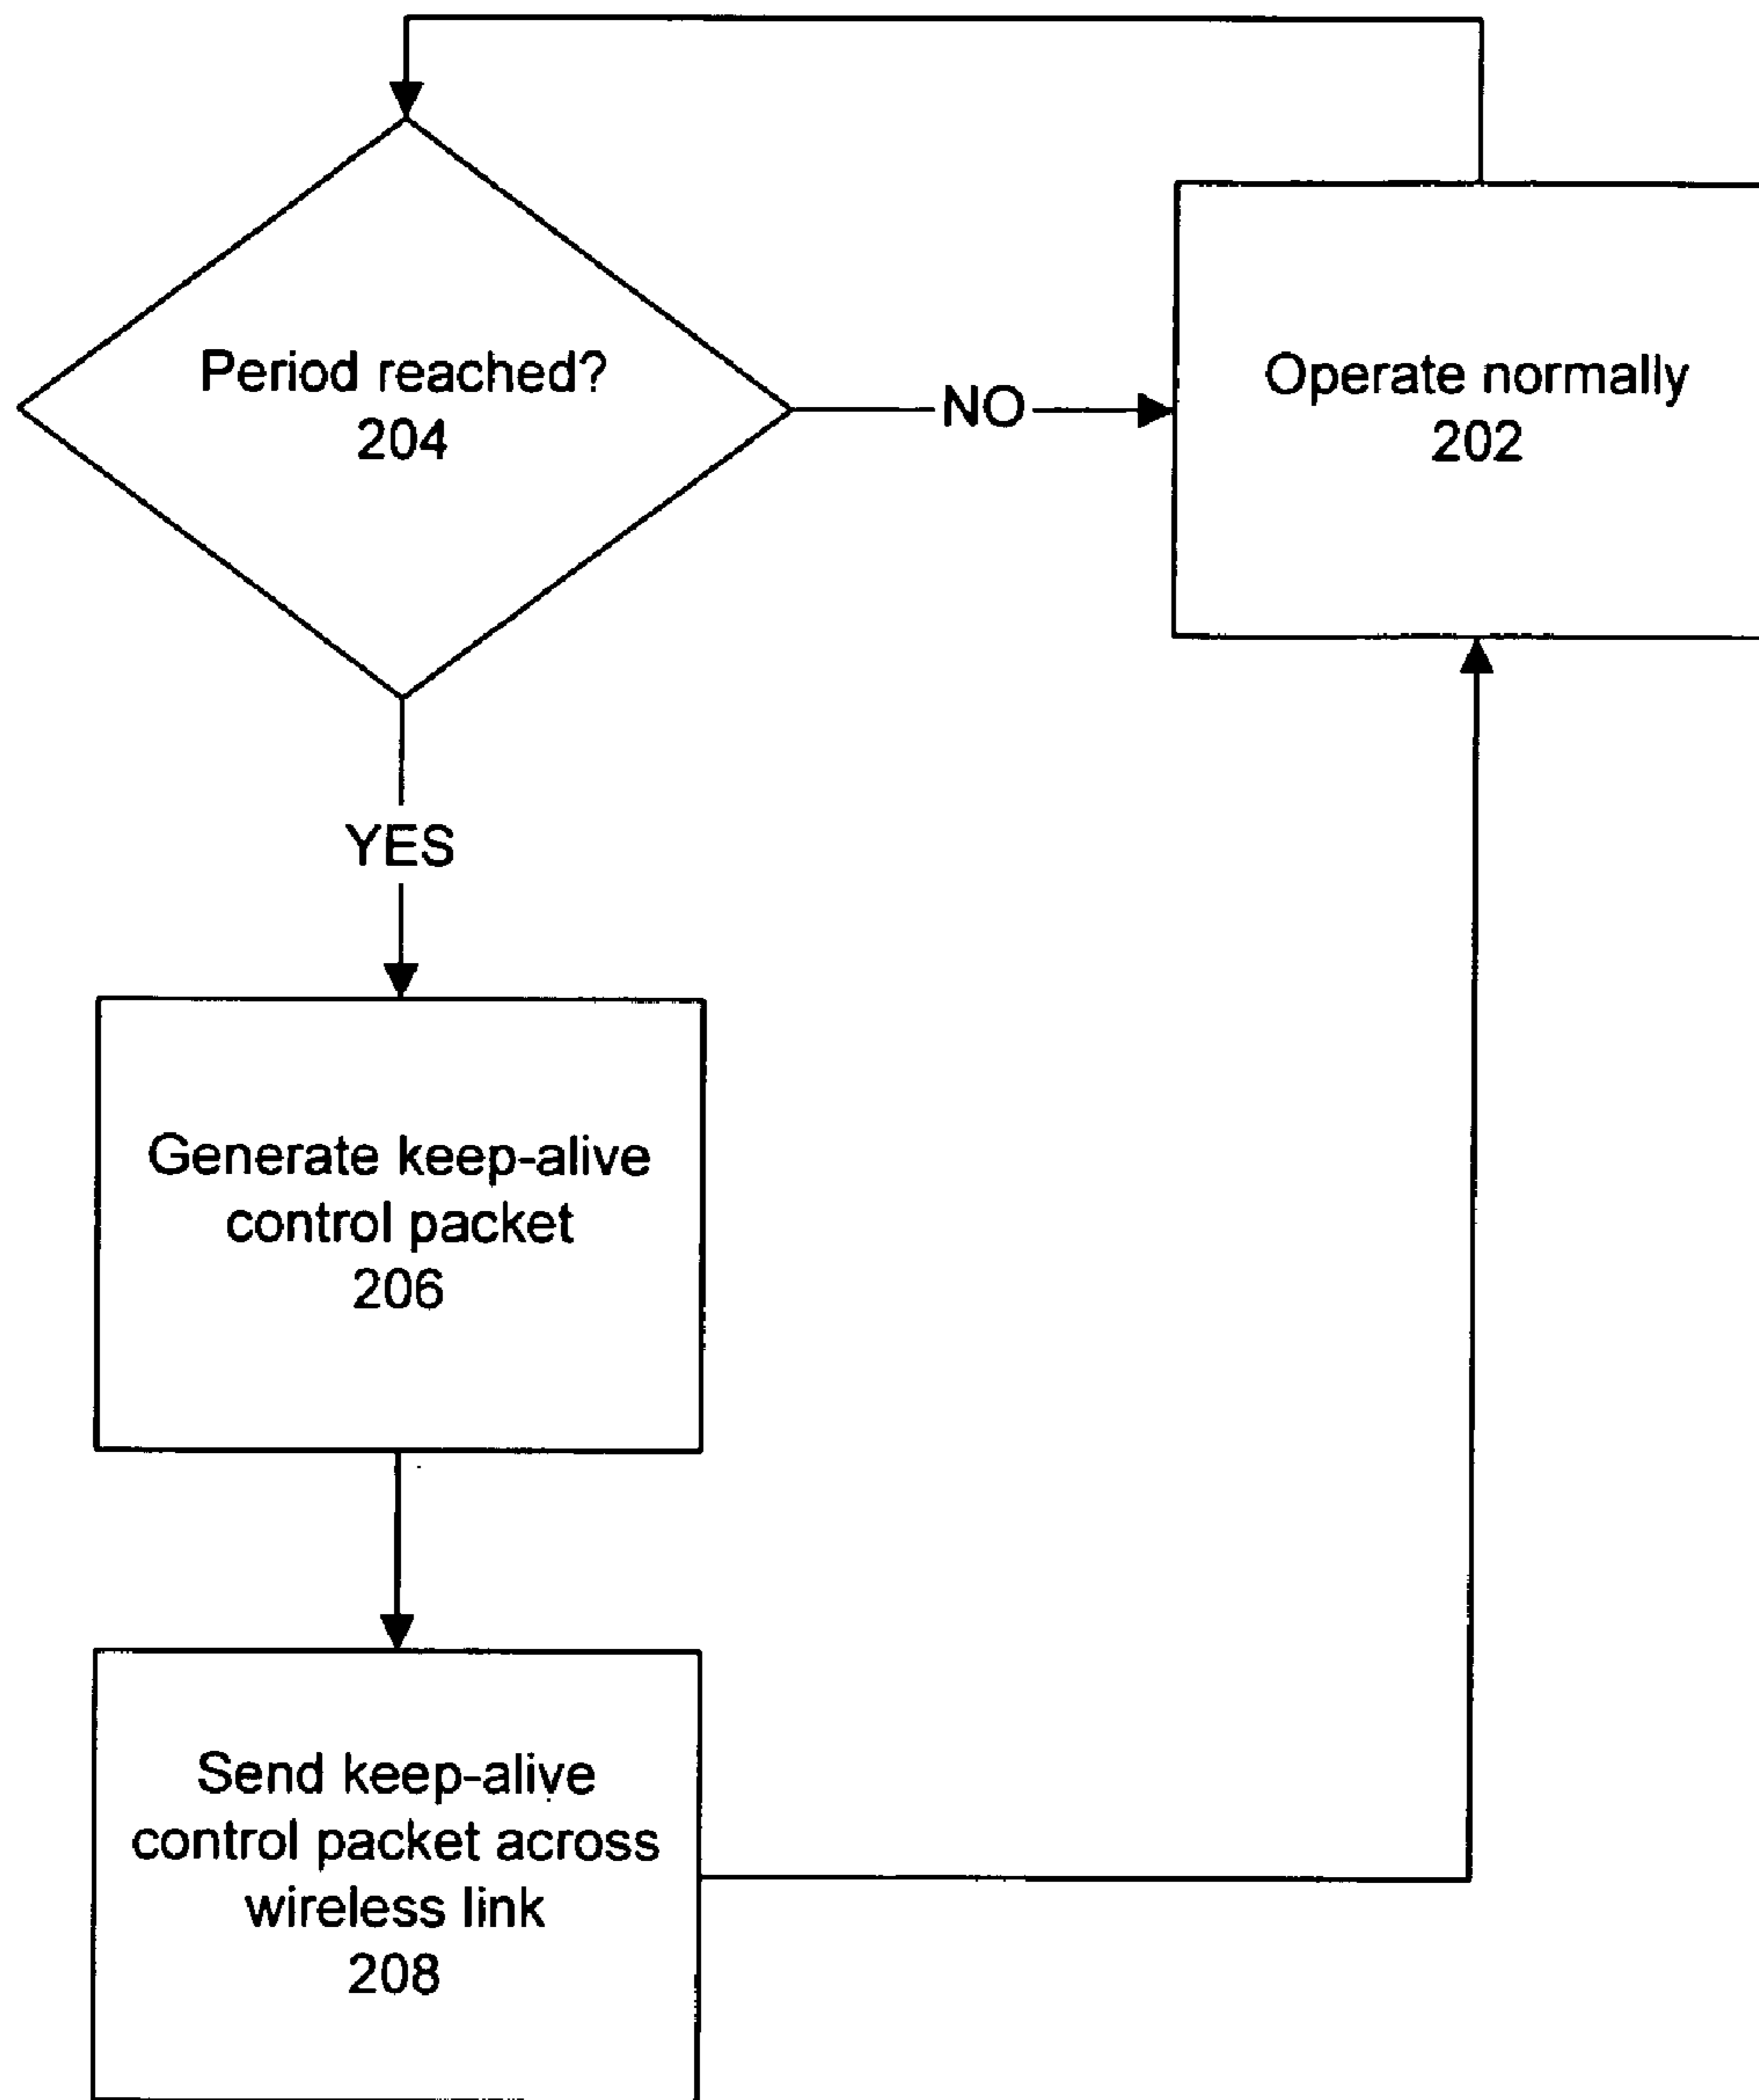 Period reached?
204
NO
Operate normally
202
YES
Generate keep-alive
control packet
206
Send keep-alive
control packet across
wireless link
208